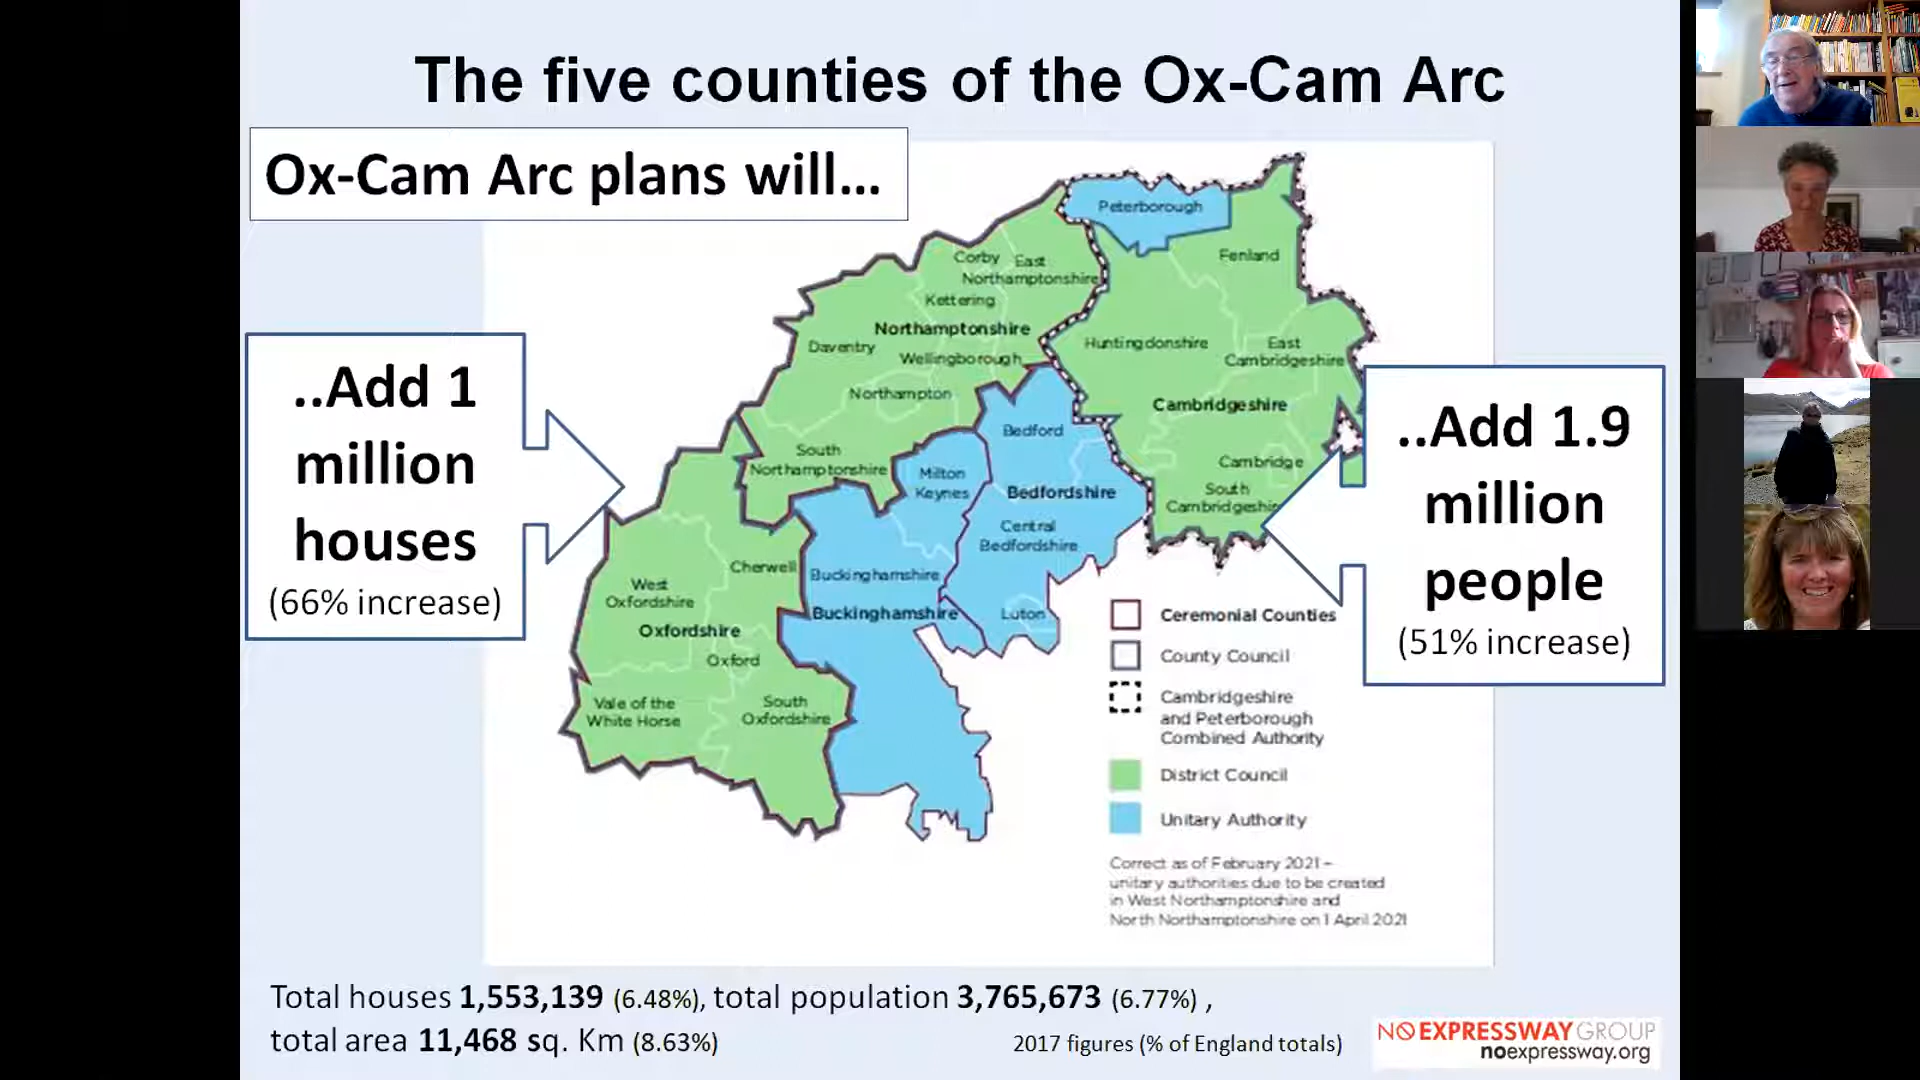 The five counties of the Ox-Cam Arc
Ox-Cam Arc plans will...
..Add 1
million
houses
(66% increase)
..Add 1.9
million
people
(51% increase)
Peterborough
Fenland
Corby
East
Northamptonshire
Kettering
Northamptonshire
Daventry
Wellingborough
Northampton
South
Northamptonshire
Huntingdonshire
East
Cambridgeshire
Cambridgeshire
Cambridge
South
Cambridgeshir
Bedford
Milton
Keynes
Bedfordshire
Central
Bedfordshire
Luton
Cherwell
Buckinghamshire
Buckinghamshire
West
Oxfordshire
Oxfordshire
Oxford
Vale of the
White Horse
South
Oxfordshire
Ceremonial Counties
County Council
Cambridgeshire
and Peterborough
Combined Authority
District Council
Unitary Authority
Correct as of February 2021 –
unitary authorities due to be created
in West Northamptonshire and
North Northamptonshire on 1 April 2021
Total houses 1,553,139 (6.48%), total population 3,765,673 (6.77%) ,
total area 11,468 sq. Km (8.63%)
2017 figures (% of England totals)
NO EXPRESSWAY GROUP
noexpressway.org